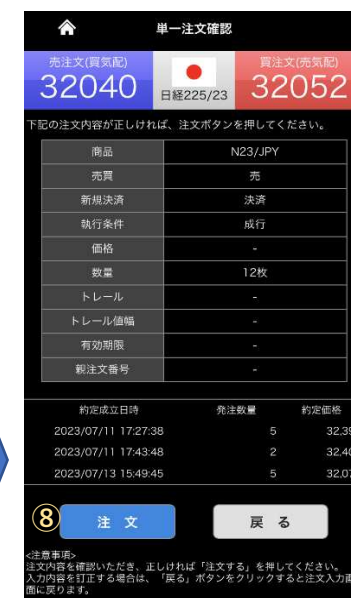 単一注文確認
売注文(買気配)
32040
日経225/23
買注文(売気配)
32052
下記の注文内容が正しければ、注文ボタンを押してください。
商品 N23/JPY
売買 売
新規決済 決済
執行条件 成行
価格 -
数量 12枚
トレール -
トレール値幅 -
有効期限 -
親注文番号 -
約定成立日時 発注数量 約定価格
2023/07/11 17:27:38 5 32,39
2023/07/11 17:43:48 2 32,40
2023/07/13 15:49:45 5 32,07
⑧ 注 文 戻 る
<注意事項>
注文内容を確認いただき、正しければ「注文する」を押してください。
入力内容を訂正する場合は、「戻る」ボタンをクリックすると注文入力画
面に戻ります。